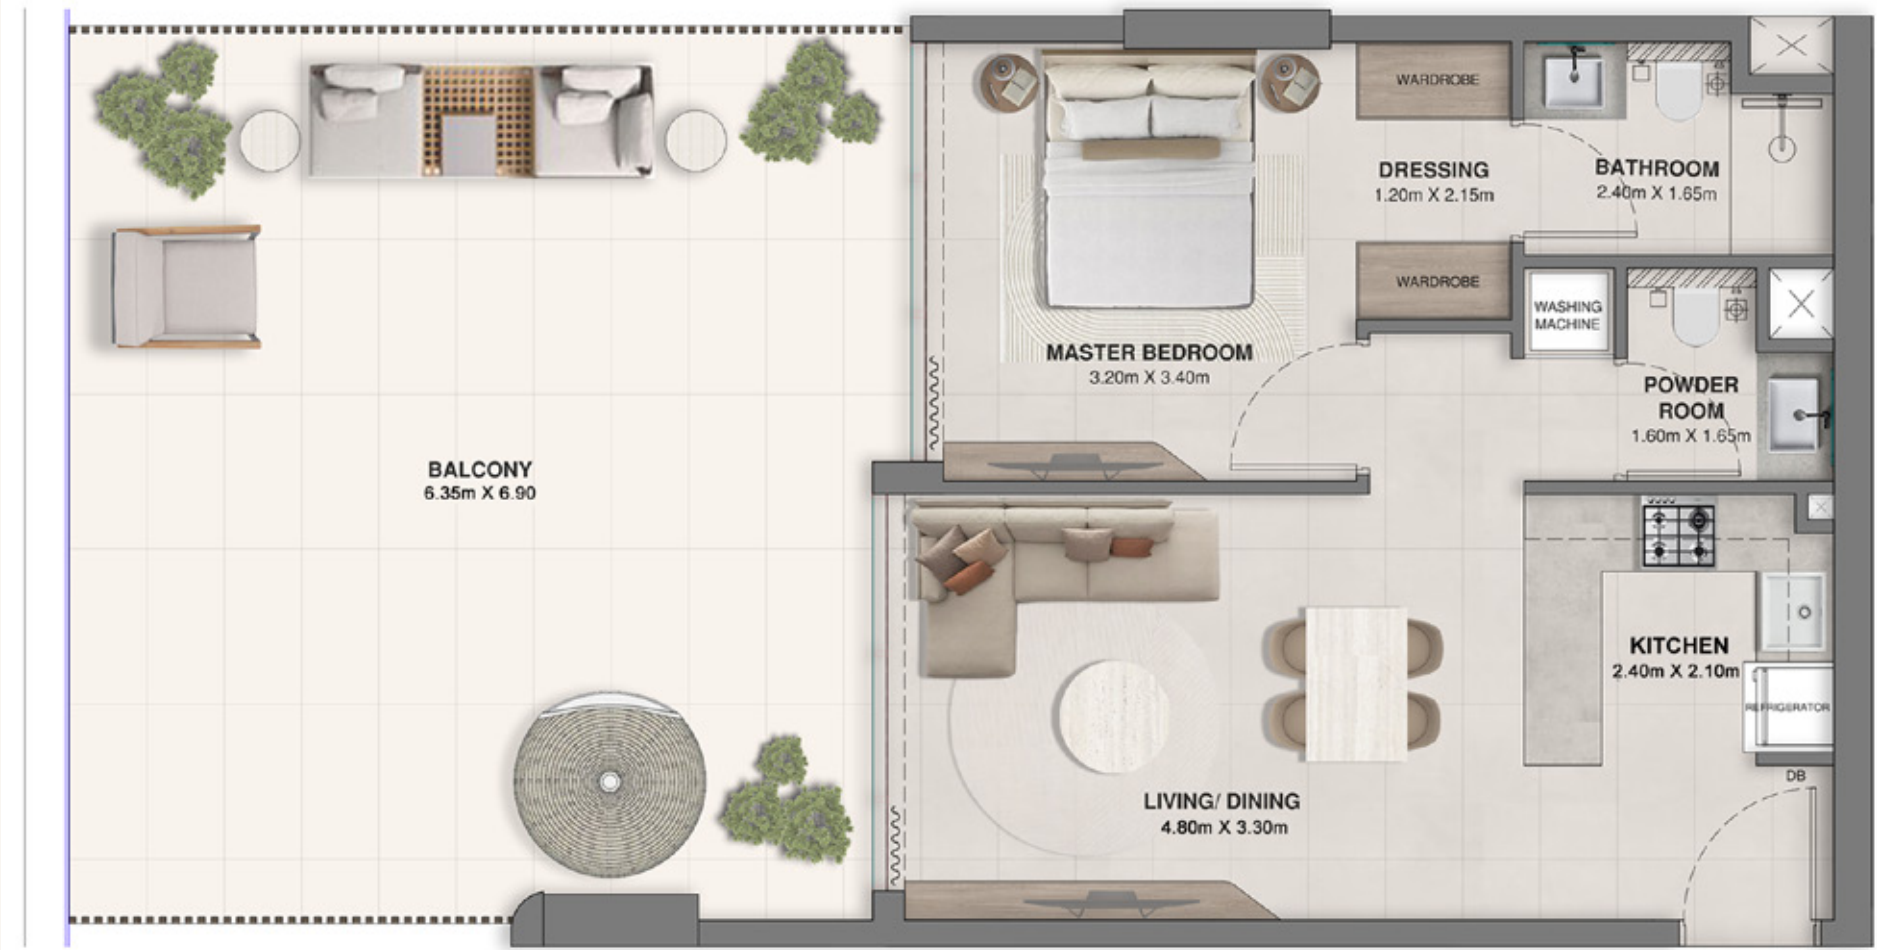 WARDROBE
DRESSING
1.20m X 2.15m
BATHROOM
2.40m X 1.65m
WARDROBE
WASHING
MACHINE
MASTER BEDROOM
3.20m X 3.40m
POWDER
ROOM
1.60m X 1.65m
BALCONY
6.35m X 6.90
KITCHEN
2.40m X 2.10m
REFRIGERATOR
DB
LIVING/ DINING
4.80m X 3.30m